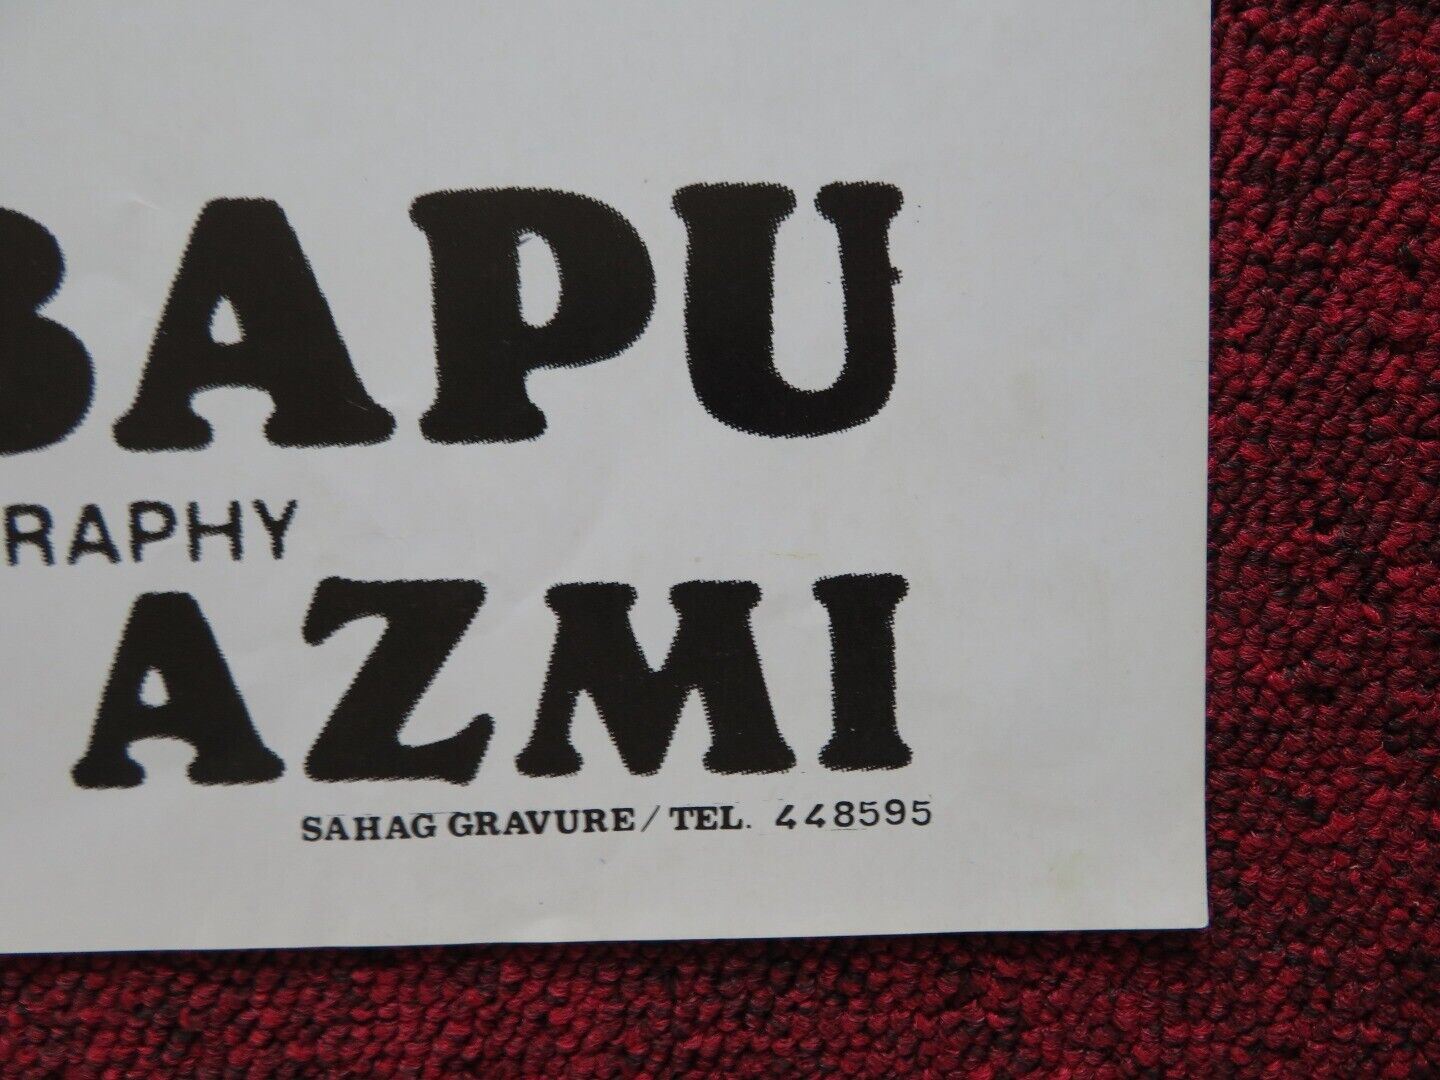 BAPU
RAPHY
AZMI
SAHAG GRAVURE / TEL. 448595